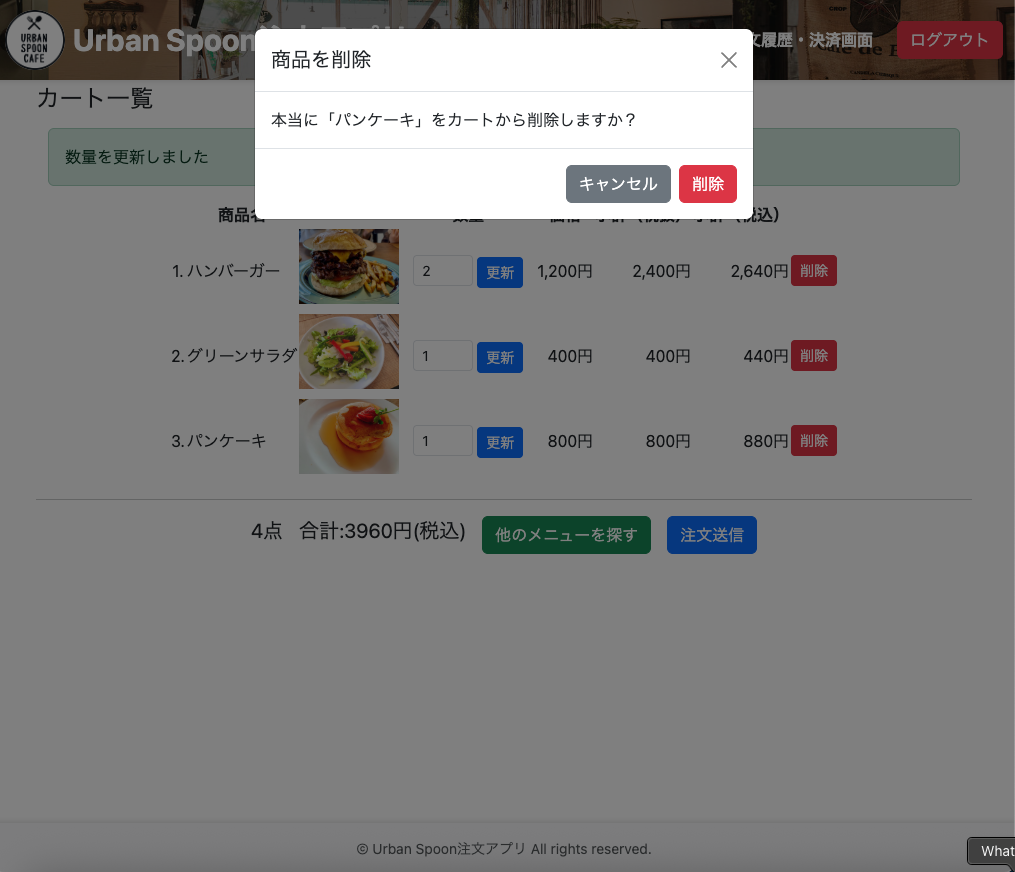 URBAN
SPOON
CAFE
Urban Spoon
文履歴・決済画面
ログアウト
商品を削除
本当に「パンケーキ」をカートから削除しますか？
キャンセル 削除
カート一覧
数量を更新しました
商品名 数量 価格 小計（税抜） 小計（税込）
1. ハンバーガー 2 更新 1,200円 2,400円 2,640円 削除
2. グリーンサラダ 1 更新 400円 400円 440円 削除
3. パンケーキ 1 更新 800円 800円 880円 削除
4点 合計:3960円(税込) 他のメニューを探す 注文送信
© Urban Spoon注文アプリ All rights reserved.
What